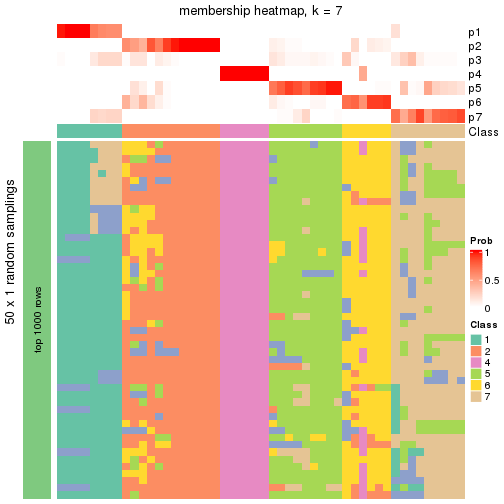 membership heatmap, k = 7
p1
p2
p3
p4
p5
p6
p7
Class
50 x 1 random samplings
top 1000 rows
Prob
1
0.5
0
Class
1
2
4
5
6
7